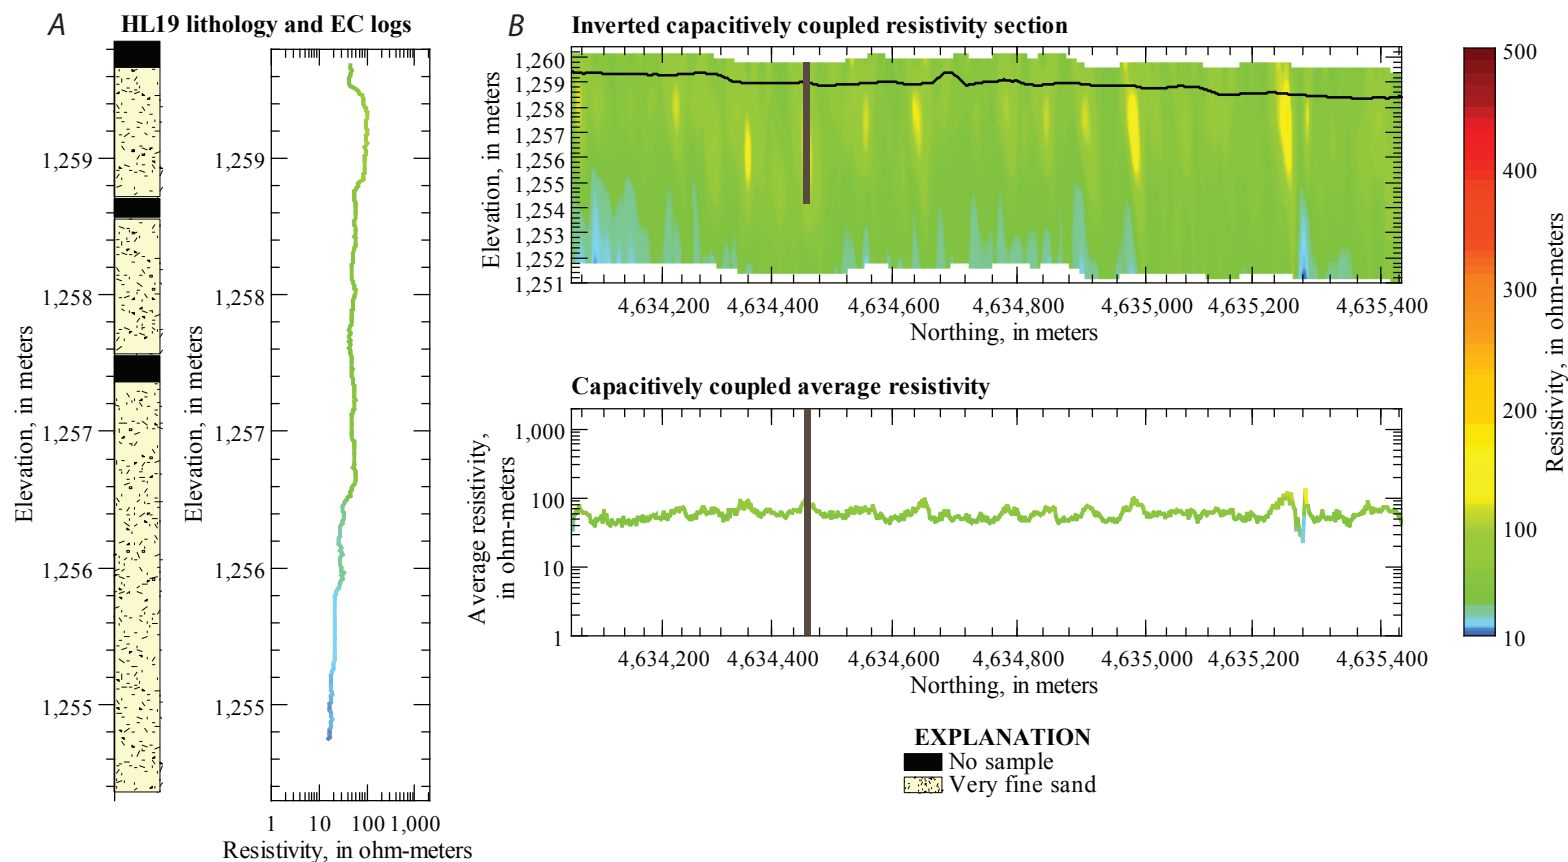 A HL19 lithology and EC logs
Elevation, in meters
1,259
1,258
1,257
1,256
1,255
Elevation, in meters
1,259
1,258
1,257
1,256
1,255
1 10 100 1,000
Resistivity, in ohm-meters
B Inverted capacitively coupled resistivity section
Elevation, in meters
1,260
1,259
1,258
1,257
1,256
1,255
1,254
1,253
1,252
1,251
4,634,200 4,634,400 4,634,600 4,634,800 4,635,000 4,635,200 4,635,400
Northing, in meters
Capacitively coupled average resistivity
Average resistivity,
in ohm-meters
1,000
100
10
1
4,634,200 4,634,400 4,634,600 4,634,800 4,635,000 4,635,200 4,635,400
Northing, in meters
EXPLANATION
No sample
Very fine sand
500
400
300
200
100
10
Resistivity, in ohm-meters